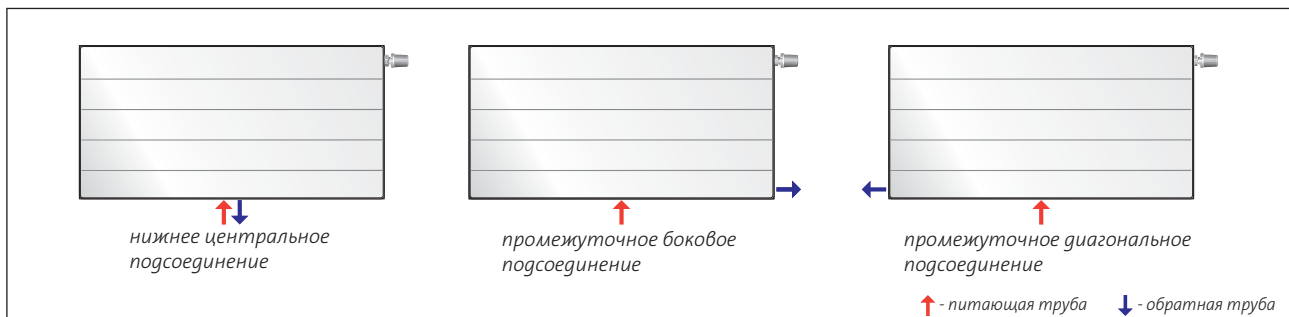 нижнее центральное
подсоединение
промежуточное боковое
подсоединение
промежуточное диагональное
подсоединение
- питающая труба
- обратная труба